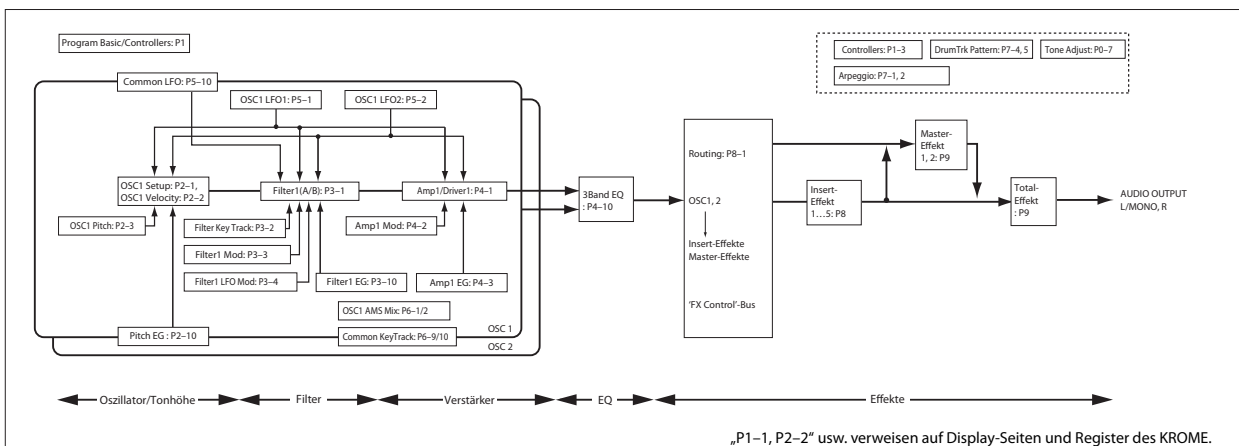 Program Basic/Controllers: P1
Controllers: P1–3
DrumTrk Pattern: P7–4, 5
Tone Adjust: P0–7
Arpeggio: P7–1, 2
Common LFO: P5–10
OSC1 LFO1: P5–1
OSC1 LFO2: P5–2
OSC1 Setup: P2–1,
OSC1 Velocity: P2–2
Filter1(A/B): P3–1
Amp1/Driver1: P4–1
OSC1 Pitch: P2–3
Filter Key Track: P3–2
Amp1 Mod: P4–2
Filter1 Mod: P3–3
Filter1 LFO Mod: P3–4
Filter1 EG: P3–10
Amp1 EG: P4–3
OSC1 AMS Mix: P6–1/2
Pitch EG : P2–10
Common KeyTrack: P6–9/10
OSC 1
OSC 2
3Band EQ
: P4–10
Routing: P8–1
OSC1, 2
Insert-Effekte
Master-Effekte
'FX Control'-Bus
Insert-
Effekt
1…5: P8
Master-
Effekt
1, 2: P9
Total-
Effekt
: P9
AUDIO OUTPUT
L/MONO, R
Oszillator/Tonhöhe
Filter
Verstärker
EQ
Effekte
„P1–1, P2–2“ usw. verweisen auf Display-Seiten und Register des KROME.